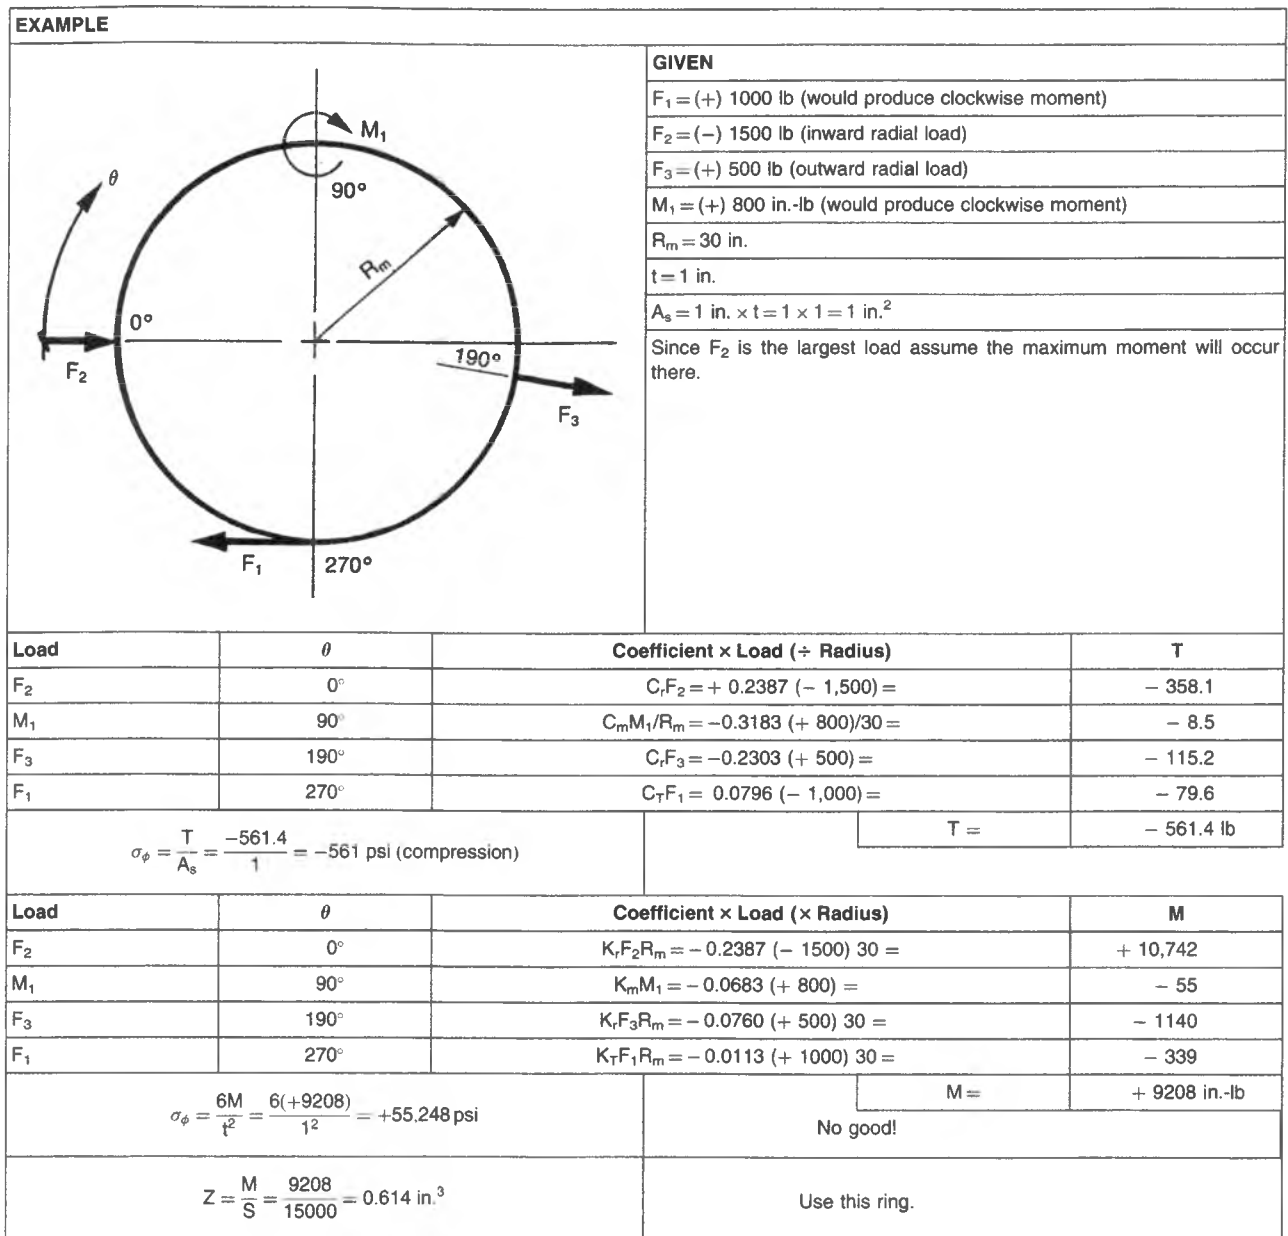 EXAMPLE
GIVEN
F₁ = (+) 1000 lb (would produce clockwise moment)
F₂ = (−) 1500 lb (inward radial load)
F₃ = (+) 500 lb (outward radial load)
M₁ = (+) 800 in.-lb (would produce clockwise moment)
Rₘ = 30 in.
t = 1 in.
Aₛ = 1 in. × t = 1 × 1 = 1 in.²
Since F₂ is the largest load assume the maximum moment will occur
there.
M₁
90°
θ
Rₘ
0°
F₂
190°
F₃
F₁
270°
Load θ Coefficient × Load (÷ Radius) T
F₂ 0° CᵣF₂ = + 0.2387 (− 1,500) = − 358.1
M₁ 90° CₘM₁/Rₘ = −0.3183 (+ 800)/30 = − 8.5
F₃ 190° CᵣF₃ = −0.2303 (+ 500) = − 115.2
F₁ 270° C_TF₁ = 0.0796 (− 1,000) = − 79.6
T = − 561.4 lb
σ_φ = T/Aₛ = −561.4/1 = −561 psi (compression)
Load θ Coefficient × Load (× Radius) M
F₂ 0° KᵣF₂Rₘ = − 0.2387 (− 1500) 30 = + 10,742
M₁ 90° KₘM₁ = − 0.0683 (+ 800) = − 55
F₃ 190° KᵣF₃Rₘ = − 0.0760 (+ 500) 30 = − 1140
F₁ 270° K_TF₁Rₘ = − 0.0113 (+ 1000) 30 = − 339
M = + 9208 in.-lb
σ_φ = 6M/t² = 6(+9208)/1² = +55,248 psi
No good!
Z = M/S = 9208/15000 = 0.614 in.³
Use this ring.